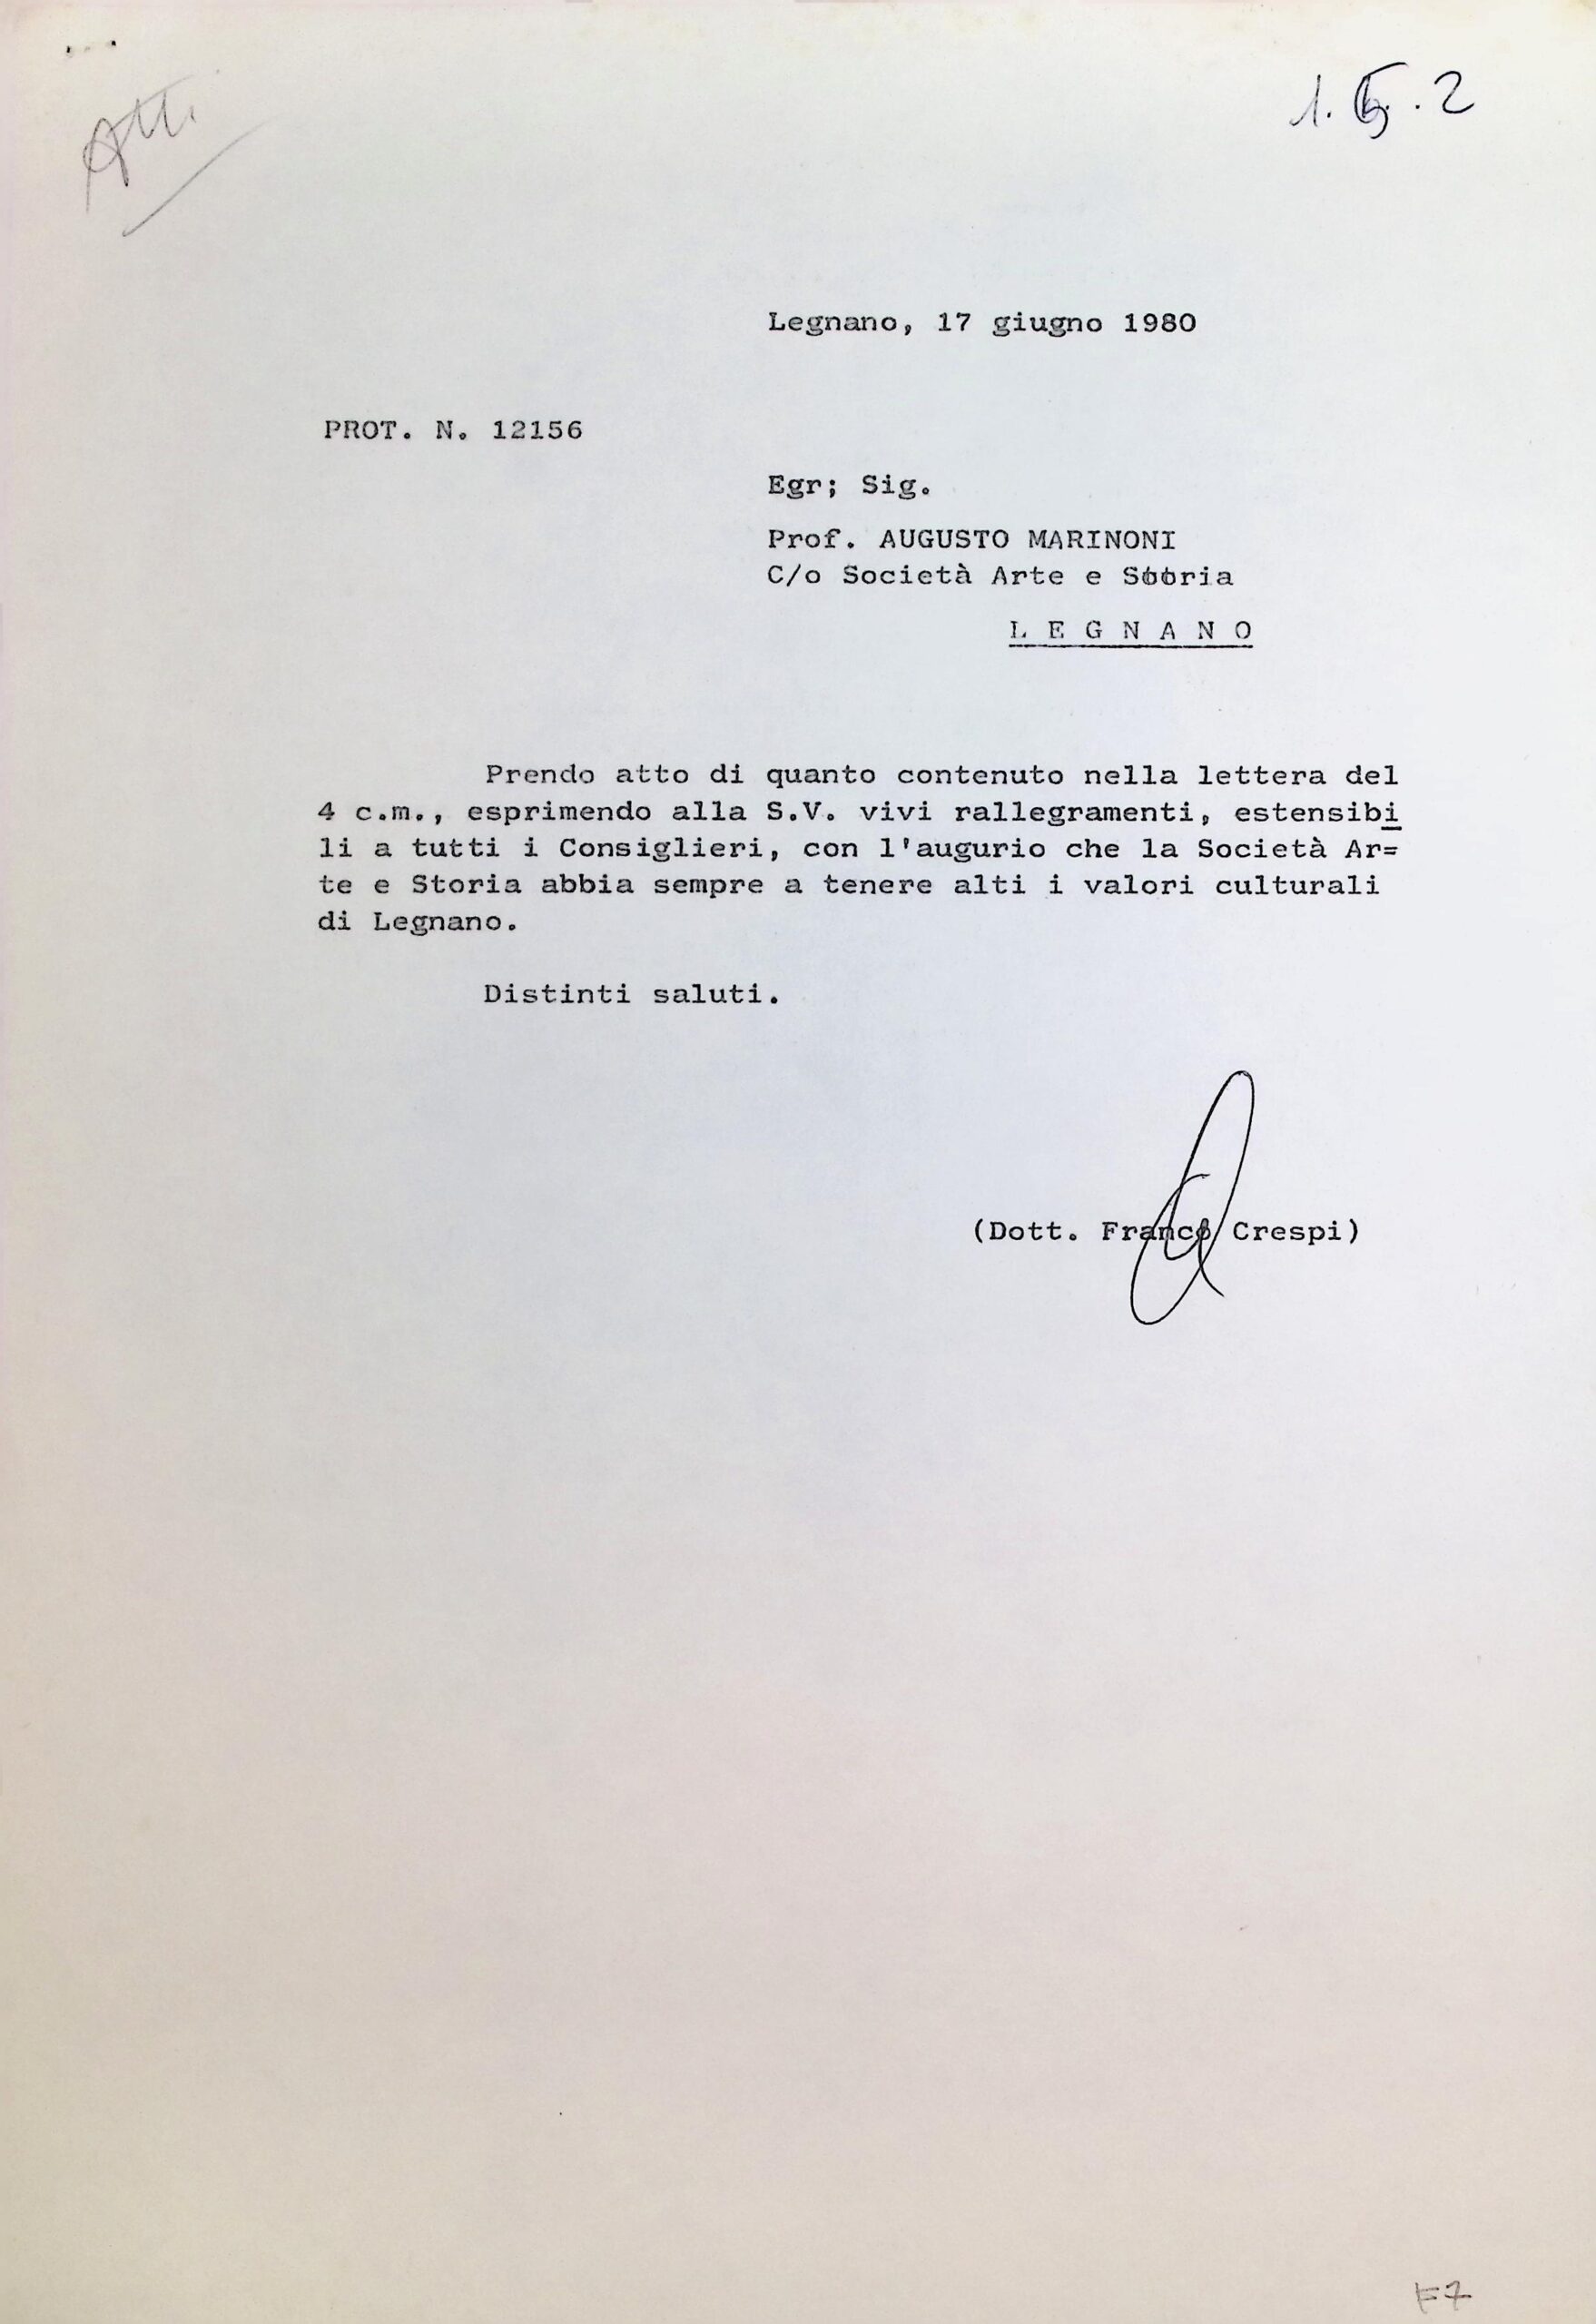 Atti
1. 5. 2
Legnano, 17 giugno 1980
PROT. N. 12156
Egr; Sig.
Prof. AUGUSTO MARINONI
C/o Società Arte e Storia
L E G N A N O
Prendo atto di quanto contenuto nella lettera del
4 c.m., esprimendo alla S.V. vivi rallegramenti, estensibi
li a tutti i Consiglieri, con l'augurio che la Società Ar=
te e Storia abbia sempre a tenere alti i valori culturali
di Legnano.
Distinti saluti.
(Dott. Franco Crespi)
F7